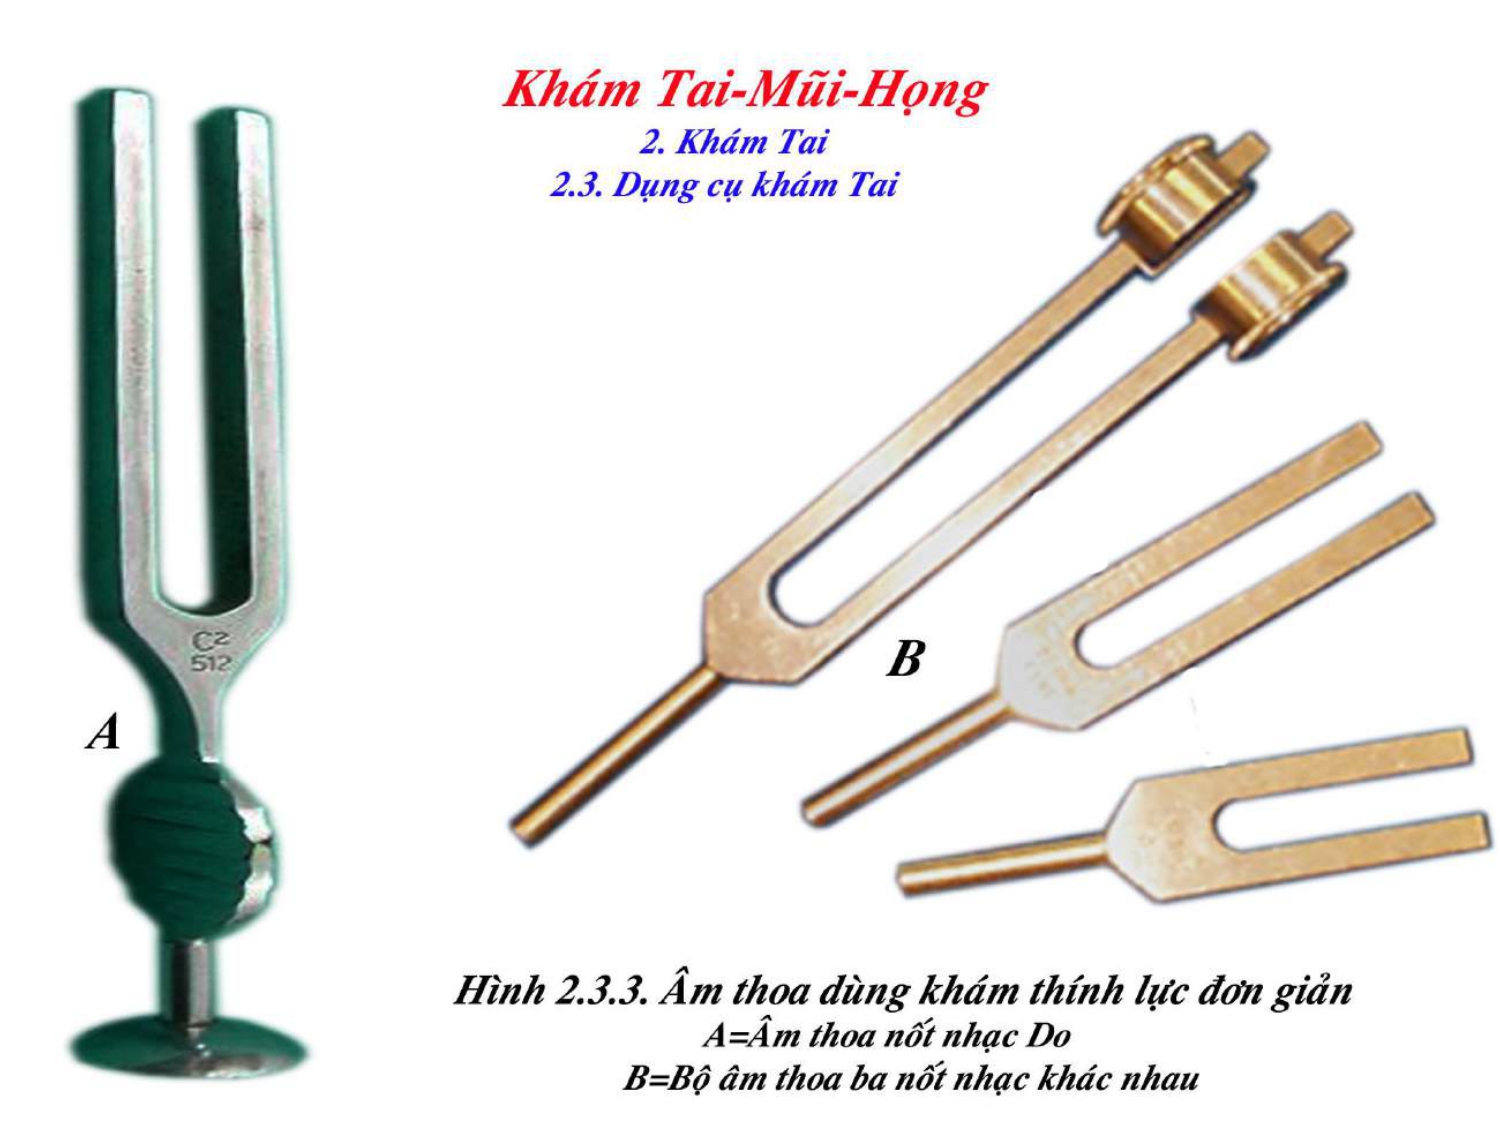 Khám Tai-Mũi-Họng
2. Khám Tai
2.3. Dụng cụ khám Tai
C2
512
A
B
Hình 2.3.3. Âm thoa dùng khám thính lực đơn giản
A=Âm thoa nốt nhạc Do
B=Bộ âm thoa ba nốt nhạc khác nhau